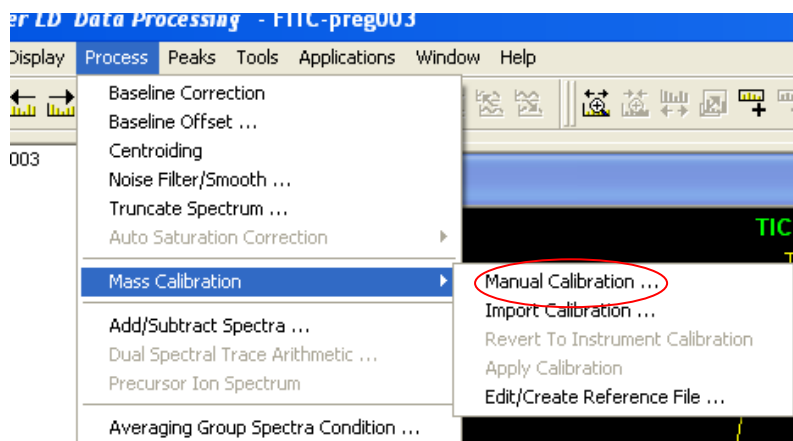 er LD Data Processing - FITC-preg003
Display Process Peaks Tools Applications Window Help
Baseline Correction
Baseline Offset ...
003
Centroiding
Noise Filter/Smooth ...
Truncate Spectrum ...
Auto Saturation Correction
TIC
Mass Calibration
Manual Calibration ...
Import Calibration ...
Revert To Instrument Calibration
Apply Calibration
Edit/Create Reference File ...
Add/Subtract Spectra ...
Dual Spectral Trace Arithmetic ...
Precursor Ion Spectrum
Averaging Group Spectra Condition ...